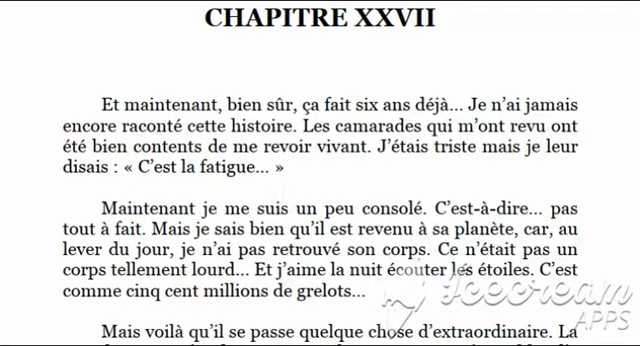 CHAPITRE XXVII
Et maintenant, bien sûr, ça fait six ans déjà... Je n’ai jamais
encore raconté cette histoire. Les camarades qui m’ont revu ont
été bien contents de me revoir vivant. J’étais triste mais je leur
disais : « C’est la fatigue... »
Maintenant je me suis un peu consolé. C’est-à-dire... pas
tout à fait. Mais je sais bien qu’il est revenu à sa planète, car, au
lever du jour, je n’ai pas retrouvé son corps. Ce n’était pas un
corps tellement lourd... Et j’aime la nuit écouter les étoiles. C’est
comme cinq cent millions de grelots...
Icecream
APPS
Mais voilà qu’il se passe quelque chose d’extraordinaire. La